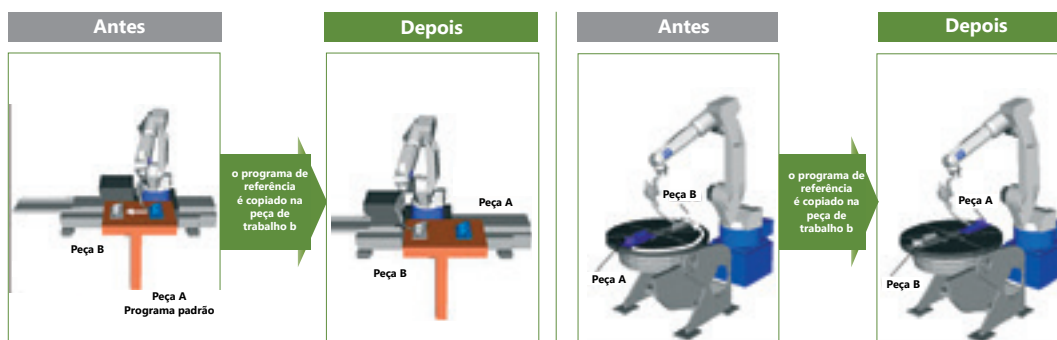 Antes
Depois
Peça B
Peça A
Programa padrão
o programa de
referência
é copiado na
peça de
trabalho b
Peça A
Peça B
Antes
Depois
Peça B
Peça A
o programa de
referência
é copiado na
peça de
trabalho b
Peça A
Peça B